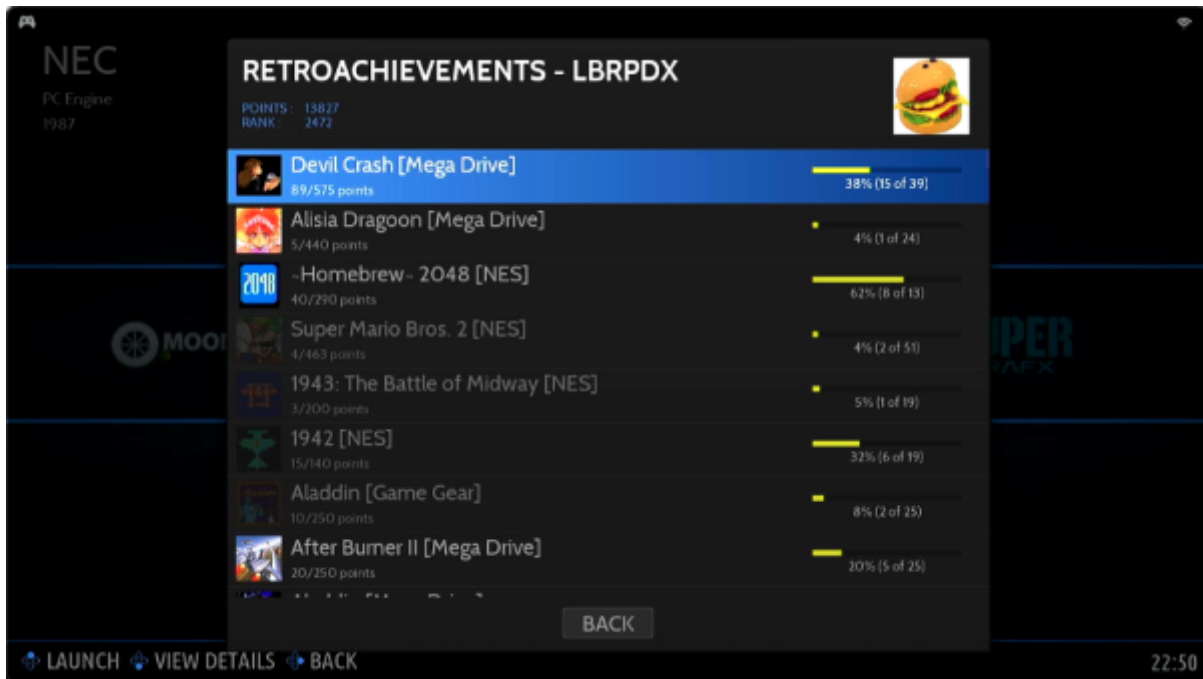 NEC
PC Engine
1987
RETROACHIEVEMENTS - LBRPDX
POINTS : 13827
RANK : 2472
Devil Crash [Mega Drive]
89/575 points
38% (15 of 39)
Alisia Dragoon [Mega Drive]
5/440 points
4% (1 of 24)
2048
~Homebrew~ 2048 [NES]
40/290 points
62% (8 of 13)
Super Mario Bros. 2 [NES]
4/463 points
4% (2 of 51)
MOO
UPER
RAFX
1943: The Battle of Midway [NES]
3/200 points
5% (1 of 19)
1942 [NES]
15/140 points
32% (6 of 19)
Aladdin [Game Gear]
10/250 points
8% (2 of 25)
After Burner II [Mega Drive]
20/250 points
20% (5 of 25)
BACK
LAUNCH VIEW DETAILS BACK
22:50